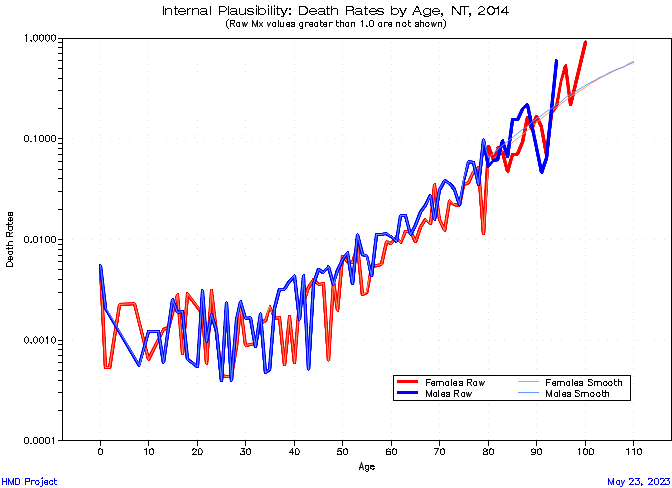 Internal Plausibility: Death Rates by Age, NT, 2014
(Raw Mx values greater than 1.0 are not shown)
1.0000
0.1000
0.0100
0.0010
0.0001
Death Rates
0 10 20 30 40 50 60 70 80 90 100 110
Age
Females Raw Females Smooth
Males Raw Males Smooth
HMD Project May 23, 2023